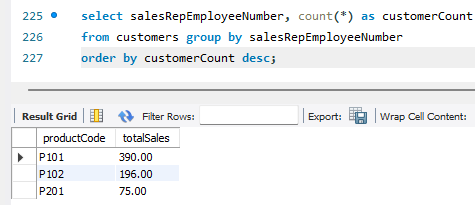 225 select salesRepEmployeeNumber, count(*) as customerCount
226 from customers group by salesRepEmployeeNumber
227 order by customerCount desc;
Result Grid Filter Rows: Export: Wrap Cell Content:
productCode totalSales
P101 390.00
P102 196.00
P201 75.00